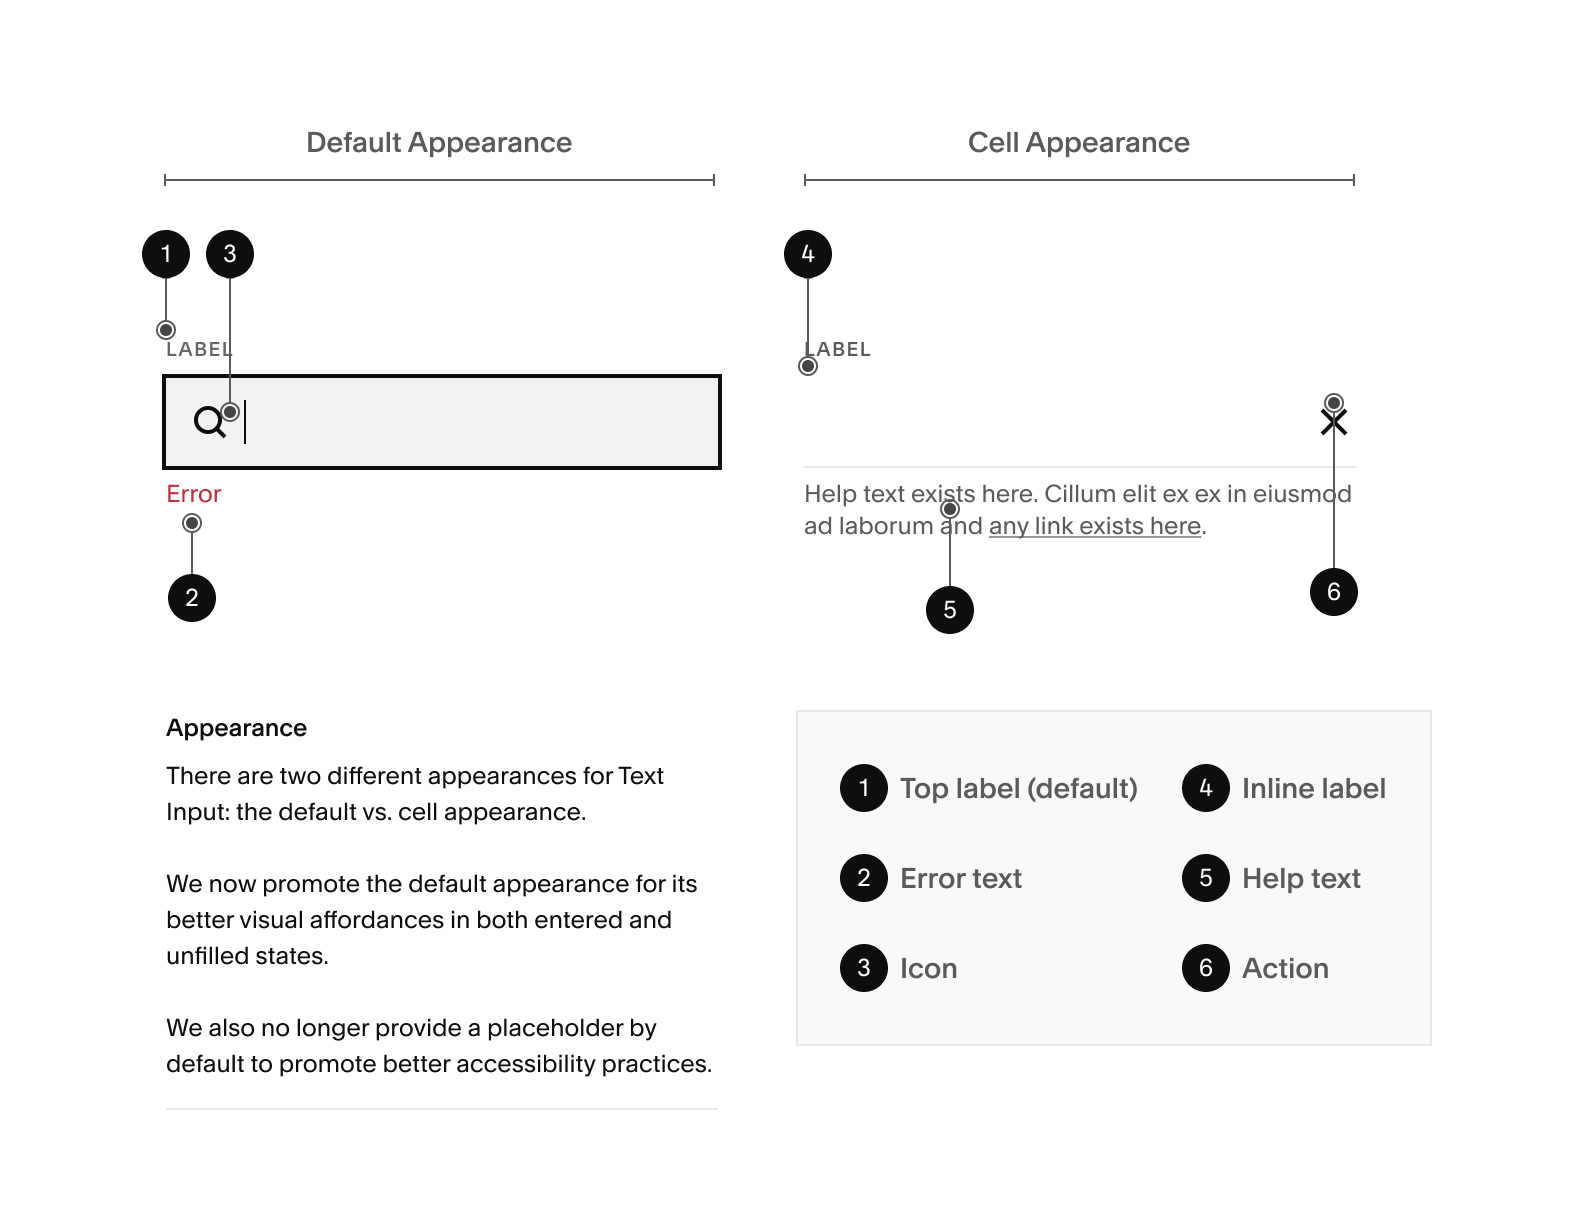 Default Appearance
Cell Appearance
1
3
4
LABEL
LABEL
Error
Help text exists here. Cillum elit ex ex in eiusmod
ad laborum and any link exists here.
2
5
6
Appearance
There are two different appearances for Text
Input: the default vs. cell appearance.
We now promote the default appearance for its
better visual affordances in both entered and
unfilled states.
We also no longer provide a placeholder by
default to promote better accessibility practices.
1 Top label (default)
4 Inline label
2 Error text
5 Help text
3 Icon
6 Action